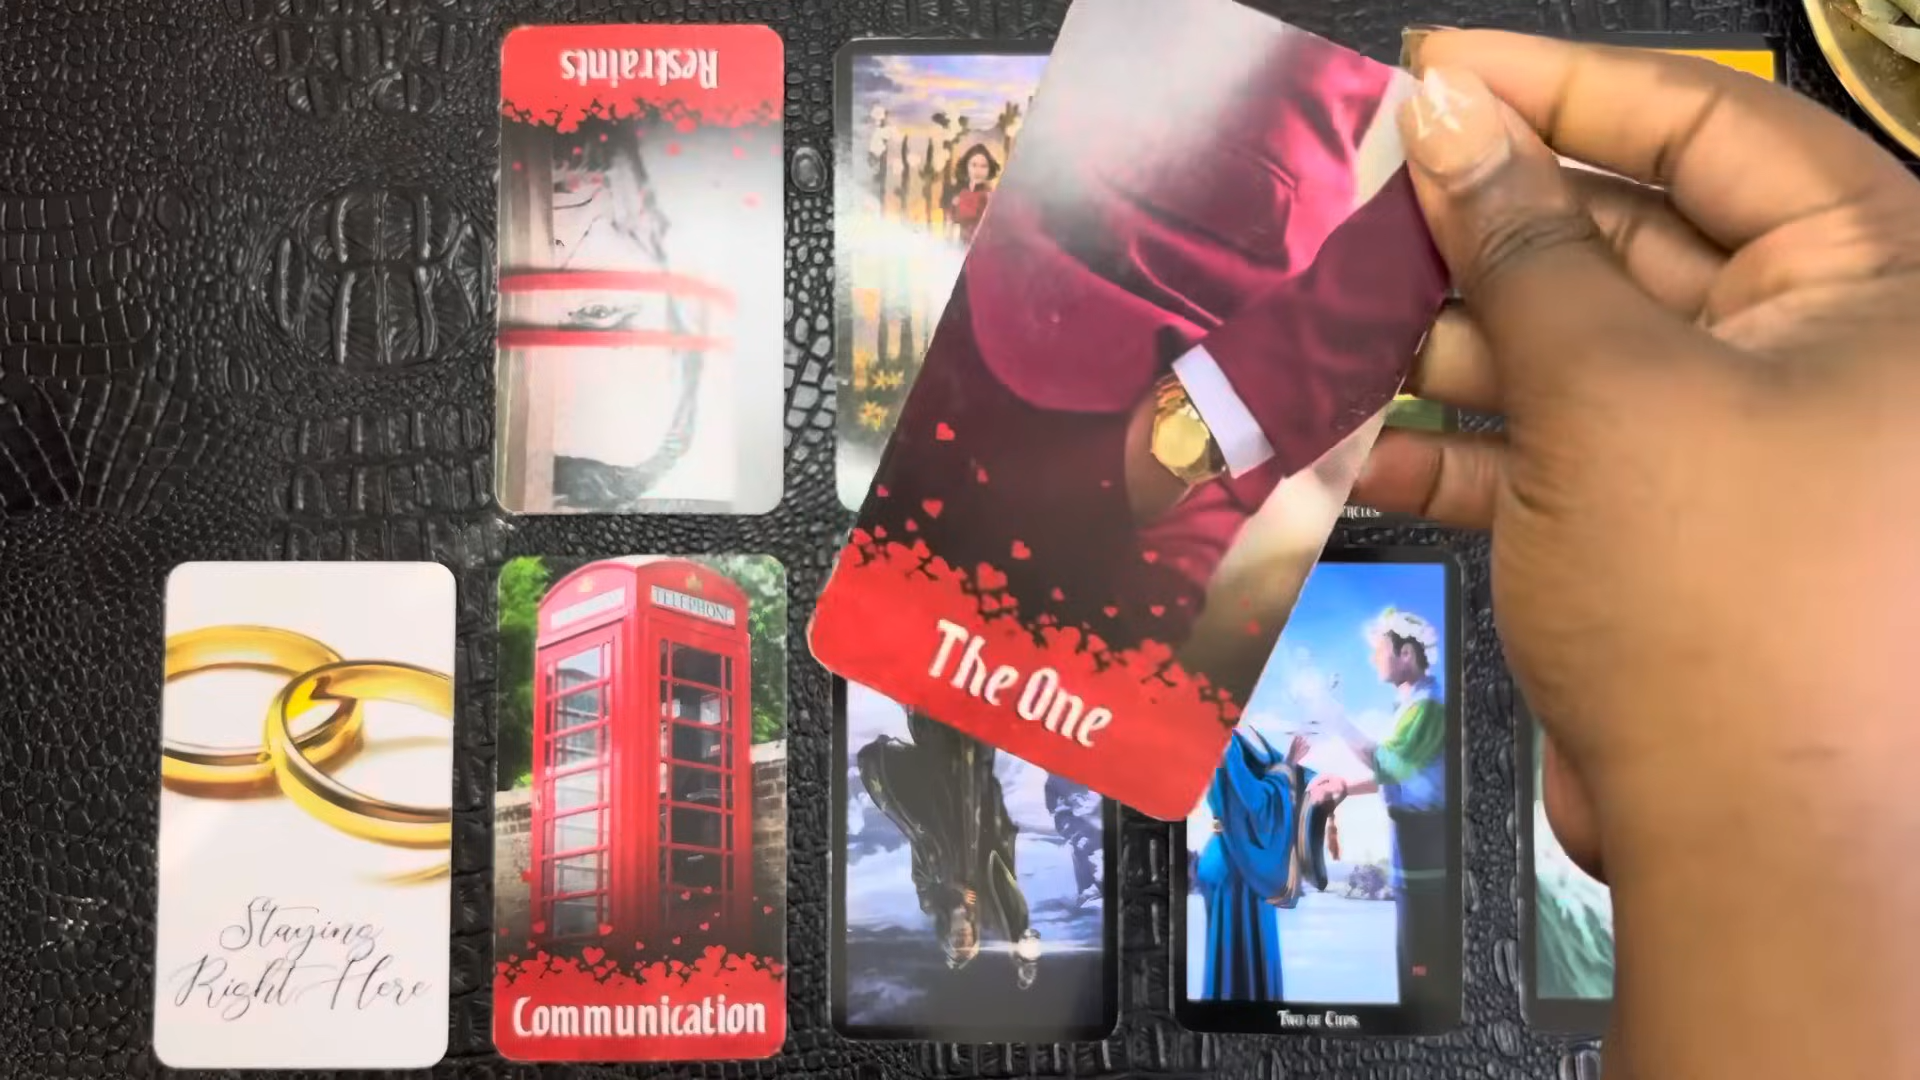 Restraints
The One
TELEPHONE
Staying
Right Here
Communication
Two of Cups